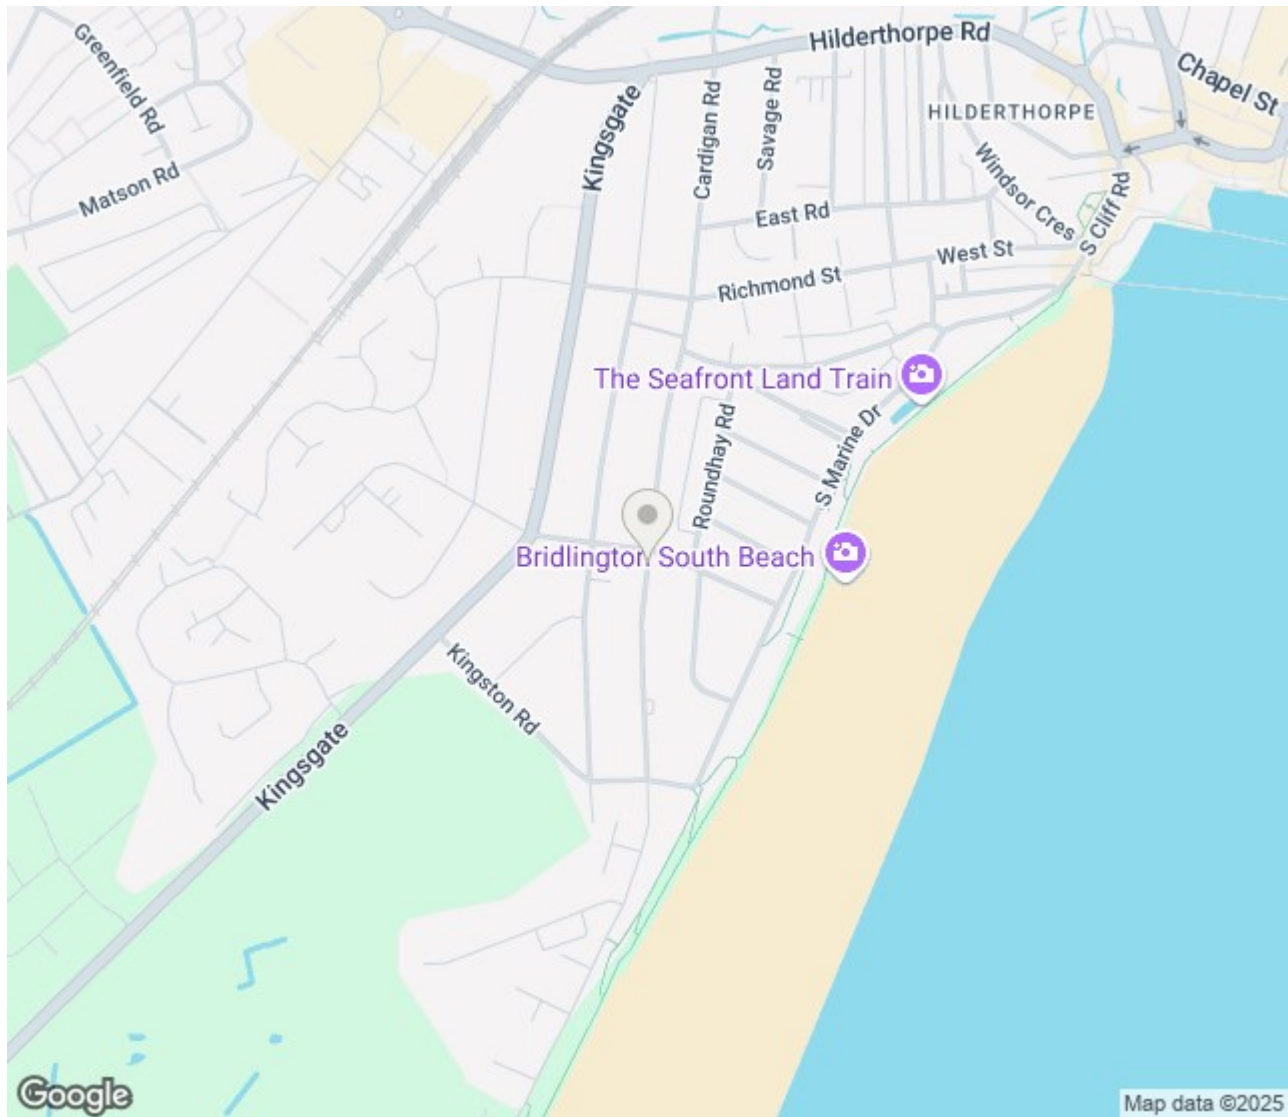 Greenfield Rd
Hilderthorpe Rd
Chapel St
Kingsgate
Cardigan Rd
Savage Rd
HILDERTHORPE
Matson Rd
Windsor Cres
East Rd
S Cliff Rd
West St
Richmond St
The Seafront Land Train
Roundhay Rd
S Marine Dr
Bridlington South Beach
Kingston Rd
Kingsgate
Google
Map data ©2025